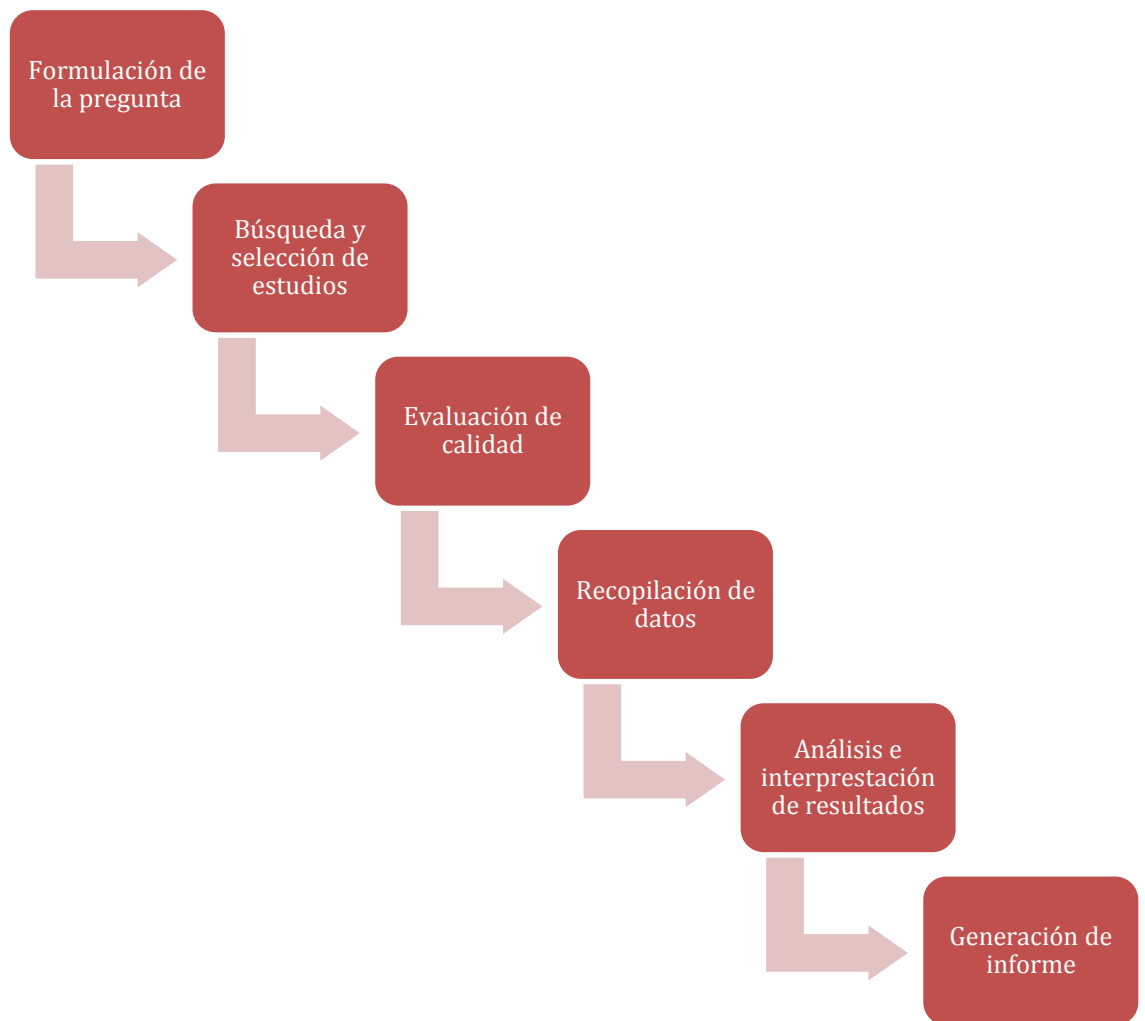 Formulación de
la pregunta
Búsqueda y
selección de
estudios
Evaluación de
calidad
Recopilación de
datos
Análisis e
interprestación
de resultados
Generación de
informe